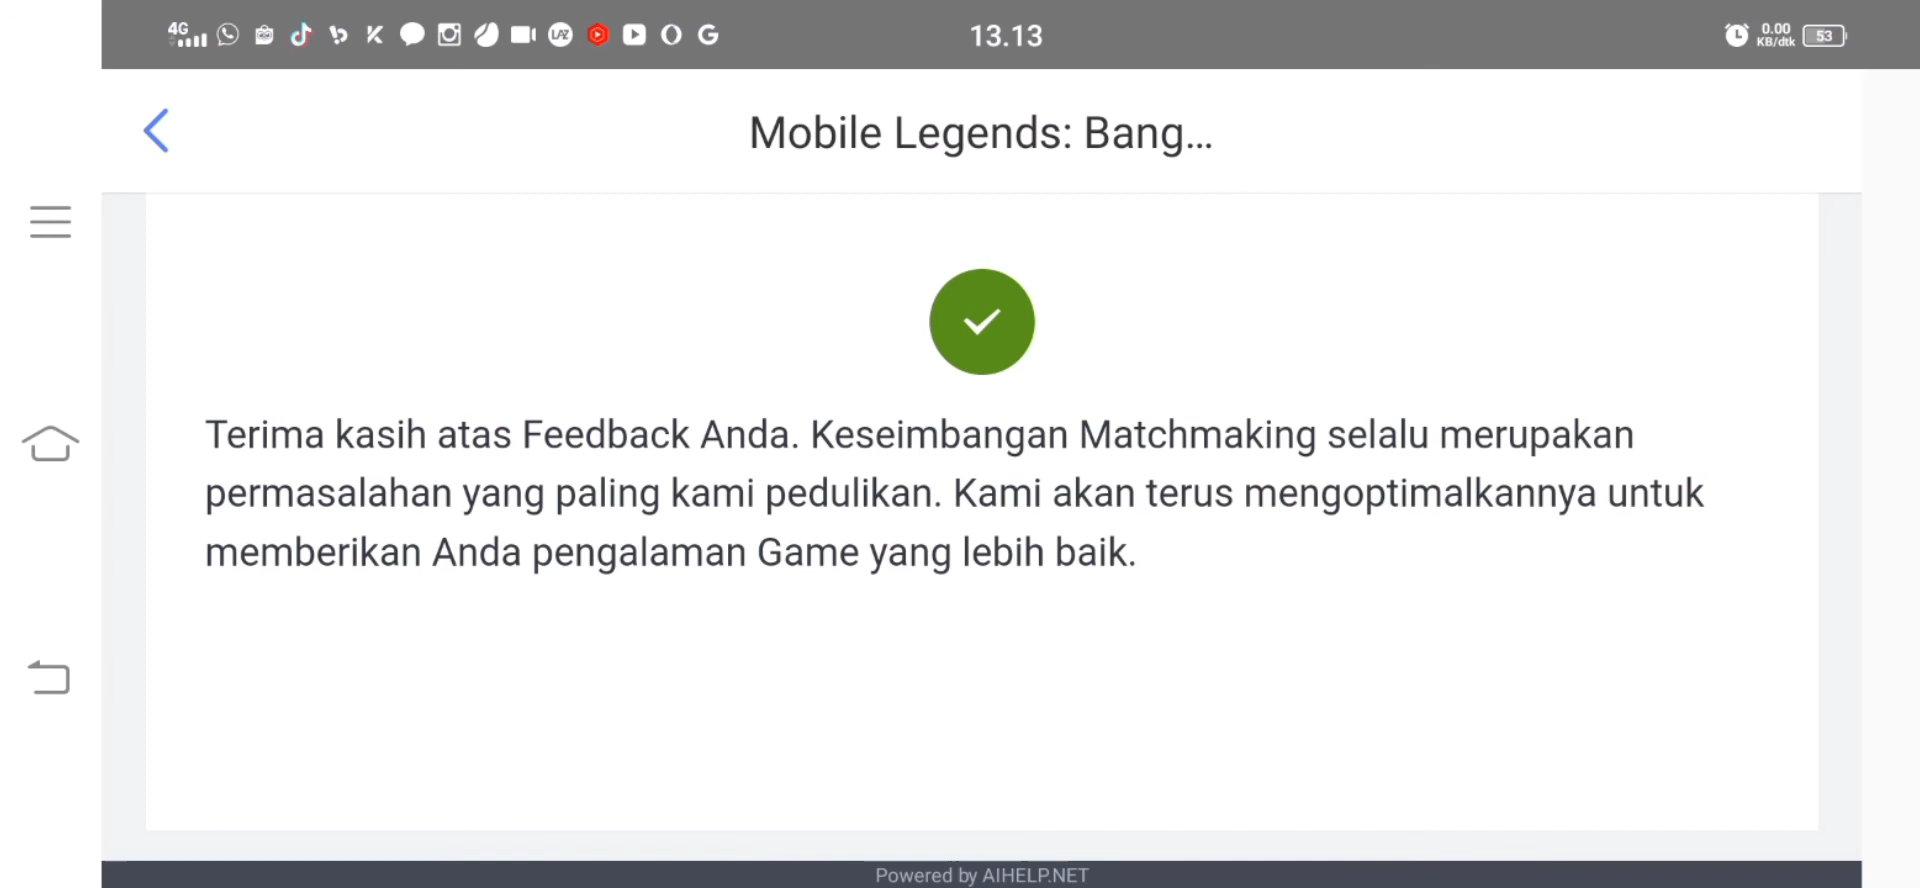 4G 13.13 0.00 KB/dtk 53
Mobile Legends: Bang...
Terima kasih atas Feedback Anda. Keseimbangan Matchmaking selalu merupakan
permasalahan yang paling kami pedulikan. Kami akan terus mengoptimalkannya untuk
memberikan Anda pengalaman Game yang lebih baik.
Powered by AIHELP.NET